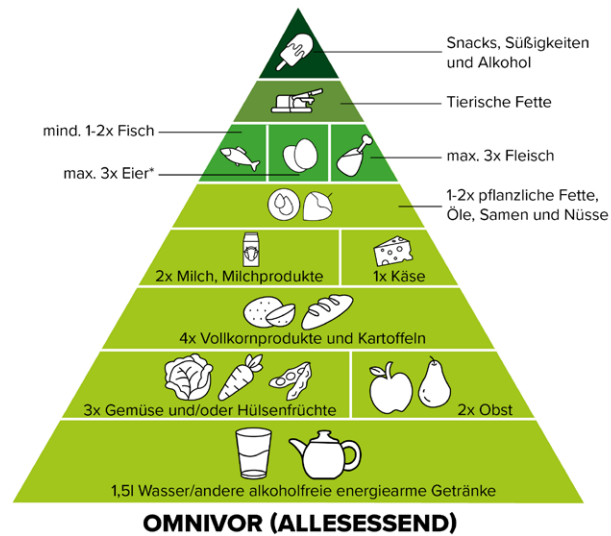 Snacks, Süßigkeiten
und Alkohol
Tierische Fette
mind. 1-2x Fisch
max. 3x Eier*
max. 3x Fleisch
1-2x pflanzliche Fette,
Öle, Samen und Nüsse
2x Milch, Milchprodukte
1x Käse
4x Vollkornprodukte und Kartoffeln
3x Gemüse und/oder Hülsenfrüchte
2x Obst
1,5l Wasser/andere alkoholfreie energiearme Getränke
OMNIVOR (ALLESESSEND)